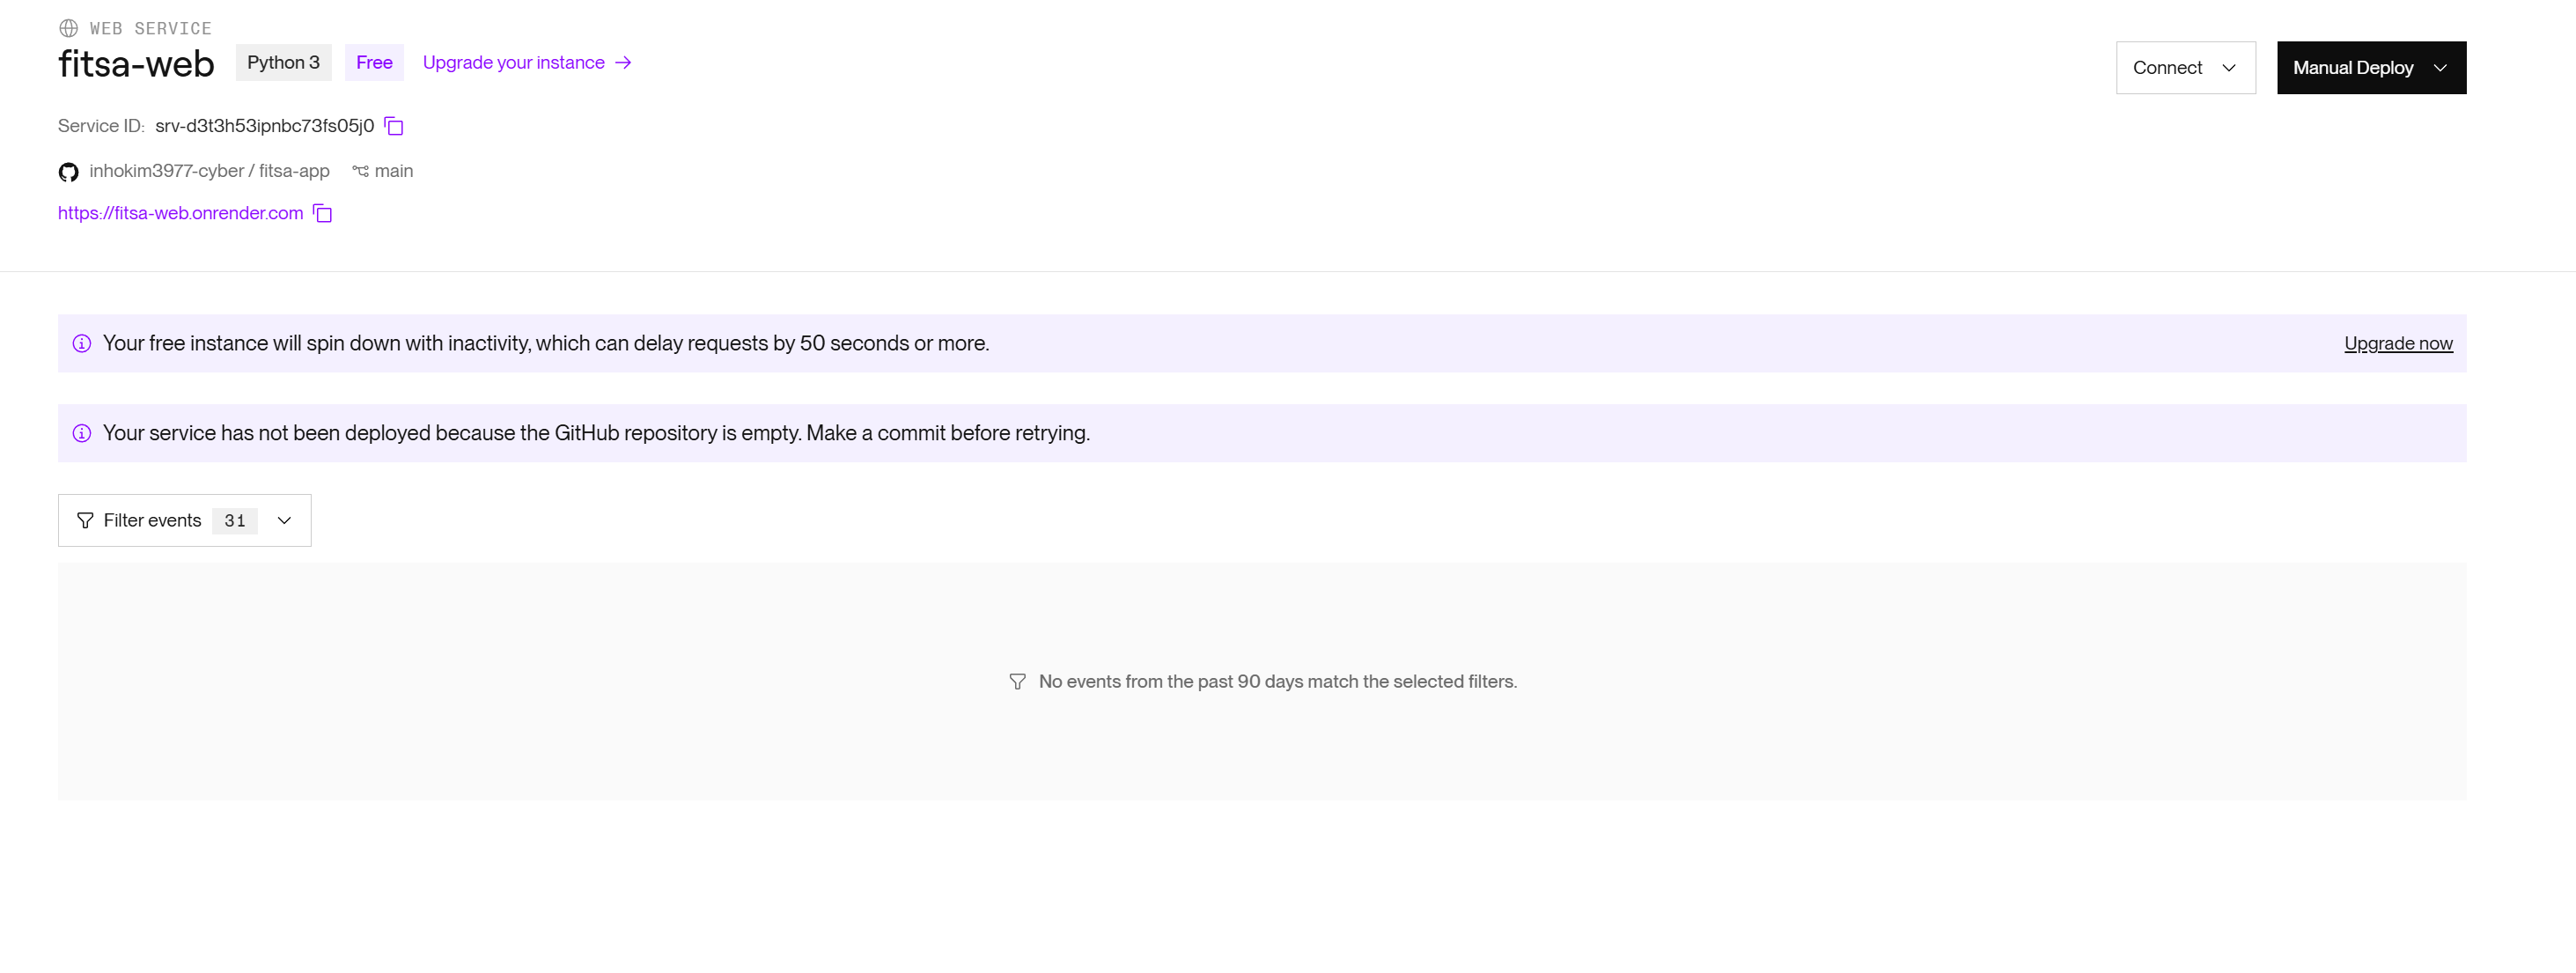 WEB SERVICE
fitsa-web Python 3 Free Upgrade your instance →
Connect Manual Deploy
Service ID: srv-d3t3h53ipnbc73fs05j0
inhokim3977-cyber / fitsa-app main
https://fitsa-web.onrender.com
Your free instance will spin down with inactivity, which can delay requests by 50 seconds or more. Upgrade now
Your service has not been deployed because the GitHub repository is empty. Make a commit before retrying.
Filter events 31
No events from the past 90 days match the selected filters.